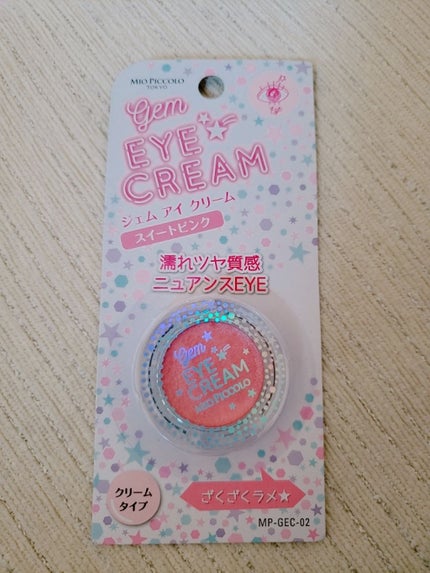 MIO PICCOLO
TOKYO
gem
EYE
CREAM
ジェム アイ クリーム
スイートピンク
濡れツヤ質感
ニュアンスEYE
Gem
EYE
CREAM
MIO PICCOLO
クリーム
タイプ
ざくざくラメ★
MP-GEC-02